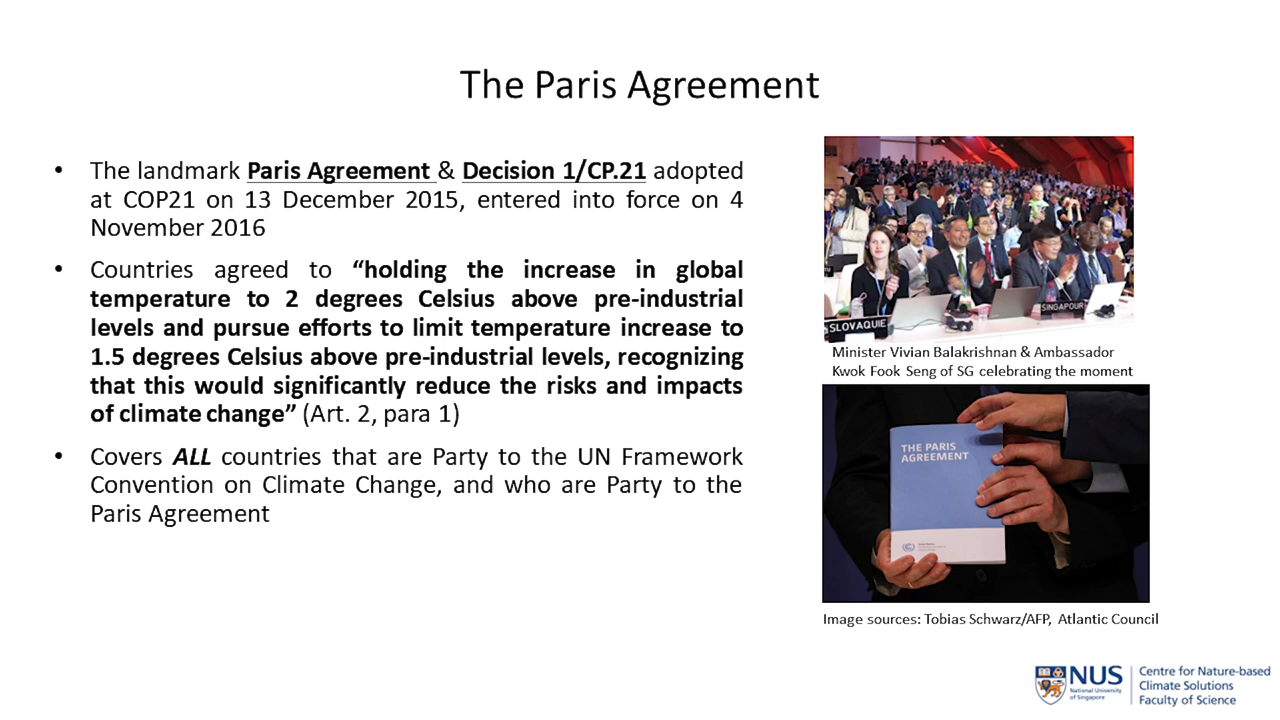 The Paris Agreement
• The landmark Paris Agreement & Decision 1/CP.21 adopted
at COP21 on 13 December 2015, entered into force on 4
November 2016
• Countries agreed to “holding the increase in global
temperature to 2 degrees Celsius above pre-industrial
levels and pursue efforts to limit temperature increase to
1.5 degrees Celsius above pre-industrial levels, recognizing
that this would significantly reduce the risks and impacts
of climate change” (Art. 2, para 1)
• Covers ALL countries that are Party to the UN Framework
Convention on Climate Change, and who are Party to the
Paris Agreement
SLOVAQUIE
SINGAPOUR
Minister Vivian Balakrishnan & Ambassador
Kwok Fook Seng of SG celebrating the moment
THE PARIS
AGREEMENT
Image sources: Tobias Schwarz/AFP, Atlantic Council
NUS
National University
of Singapore
Centre for Nature-based
Climate Solutions
Faculty of Science